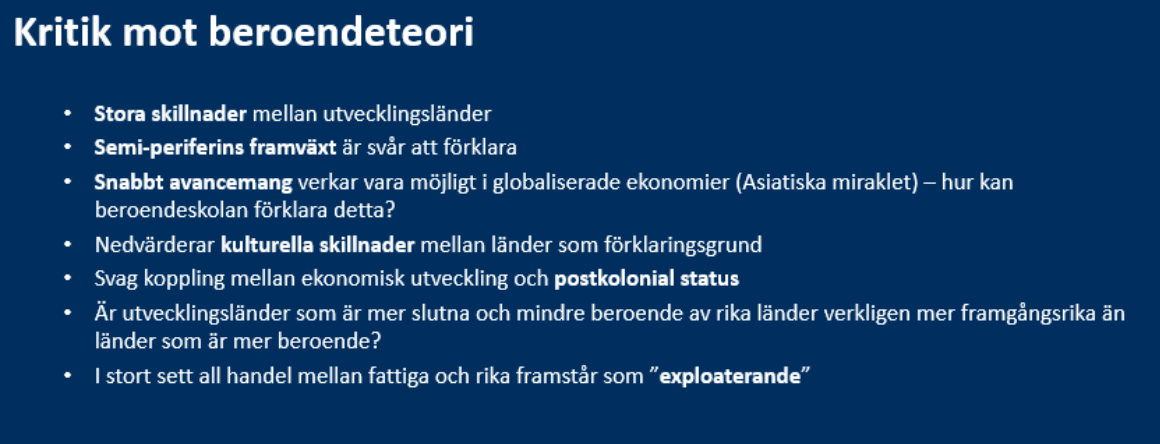 Kritik mot beroendeteori
• Stora skillnader mellan utvecklingsländer
• Semi-periferins framväxt är svår att förklara
• Snabbt avancemang verkar vara möjligt i globaliserade ekonomier (Asiatiska miraklet) – hur kan
beroendeskolan förklara detta?
• Nedvärderar kulturella skillnader mellan länder som förklaringsgrund
• Svag koppling mellan ekonomisk utveckling och postkolonial status
• Är utvecklingsländer som är mer slutna och mindre beroende av rika länder verkligen mer framgångsrika än
länder som är mer beroende?
• I stort sett all handel mellan fattiga och rika framstår som ”exploaterande”